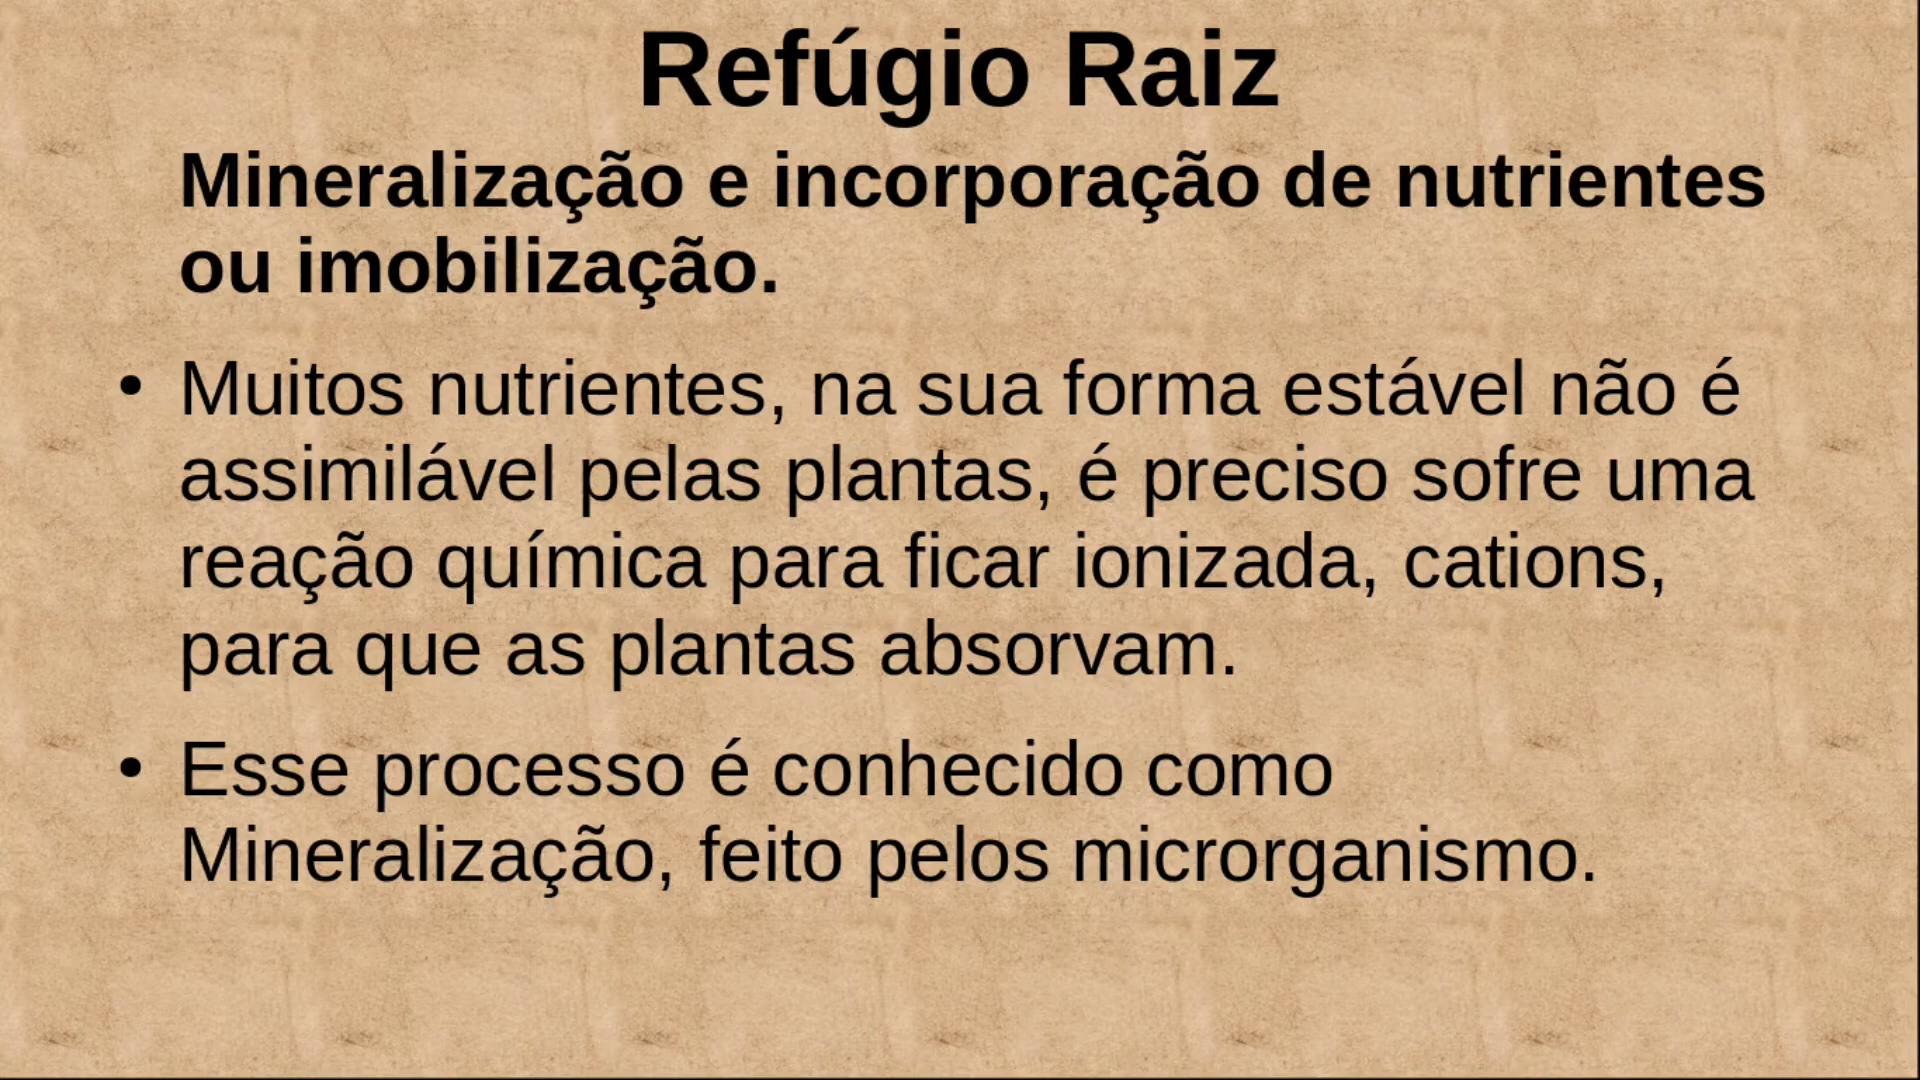 Refúgio Raiz
Mineralização e incorporação de nutrientes
ou imobilização.
• Muitos nutrientes, na sua forma estável não é
assimilável pelas plantas, é preciso sofre uma
reação química para ficar ionizada, cations,
para que as plantas absorvam.
• Esse processo é conhecido como
Mineralização, feito pelos microrganismo.